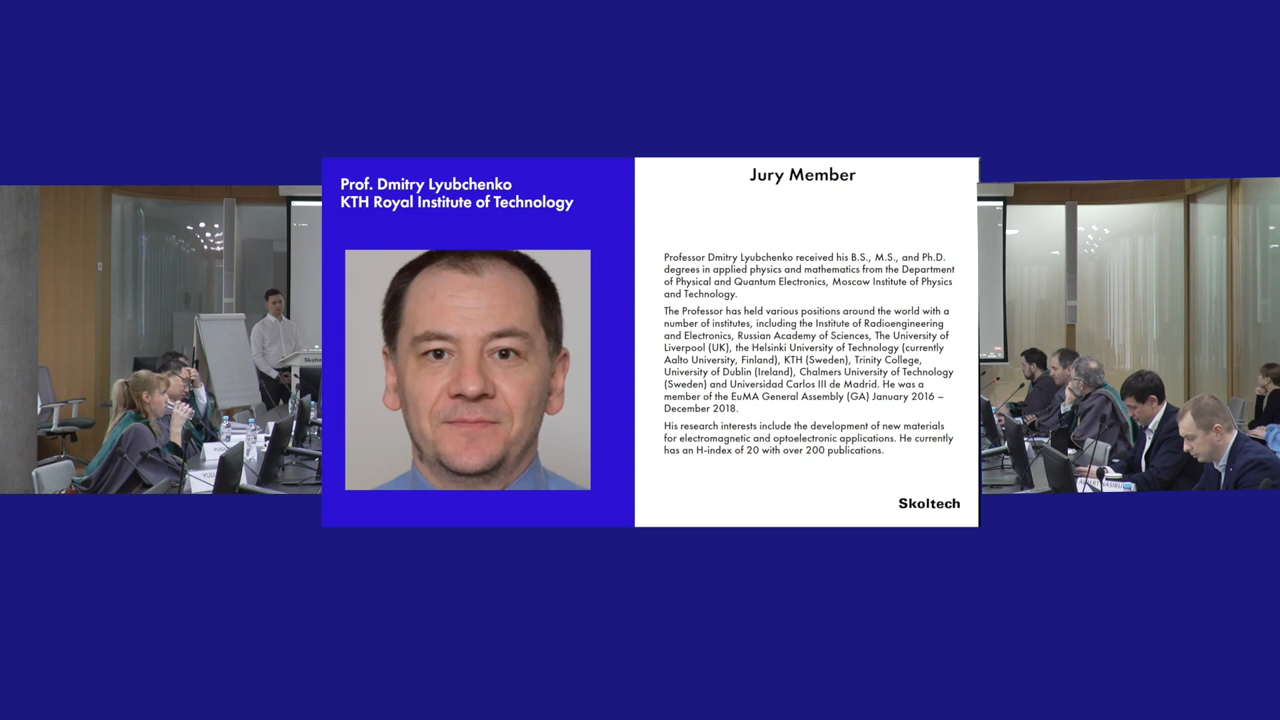 Prof. Dmitry Lyubchenko
KTH Royal Institute of Technology
Jury Member
Professor Dmitry Lyubchenko received his B.S., M.S., and Ph.D.
degrees in applied physics and mathematics from the Department
of Physical and Quantum Electronics, Moscow Institute of Physics
and Technology.
The Professor has held various positions around the world with a
number of institutes, including the Institute of Radioengineering
and Electronics, Russian Academy of Sciences, The University of
Liverpool (UK), the Helsinki University of Technology (currently
Aalto University, Finland), KTH (Sweden), Trinity College,
University of Dublin (Ireland), Chalmers University of Technology
(Sweden) and Universidad Carlos III de Madrid. He was a
member of the EuMA General Assembly (GA) January 2016 –
December 2018.
His research interests include the development of new materials
for electromagnetic and optoelectronic applications. He currently
has an H-index of 20 with over 200 publications.
Skoltech